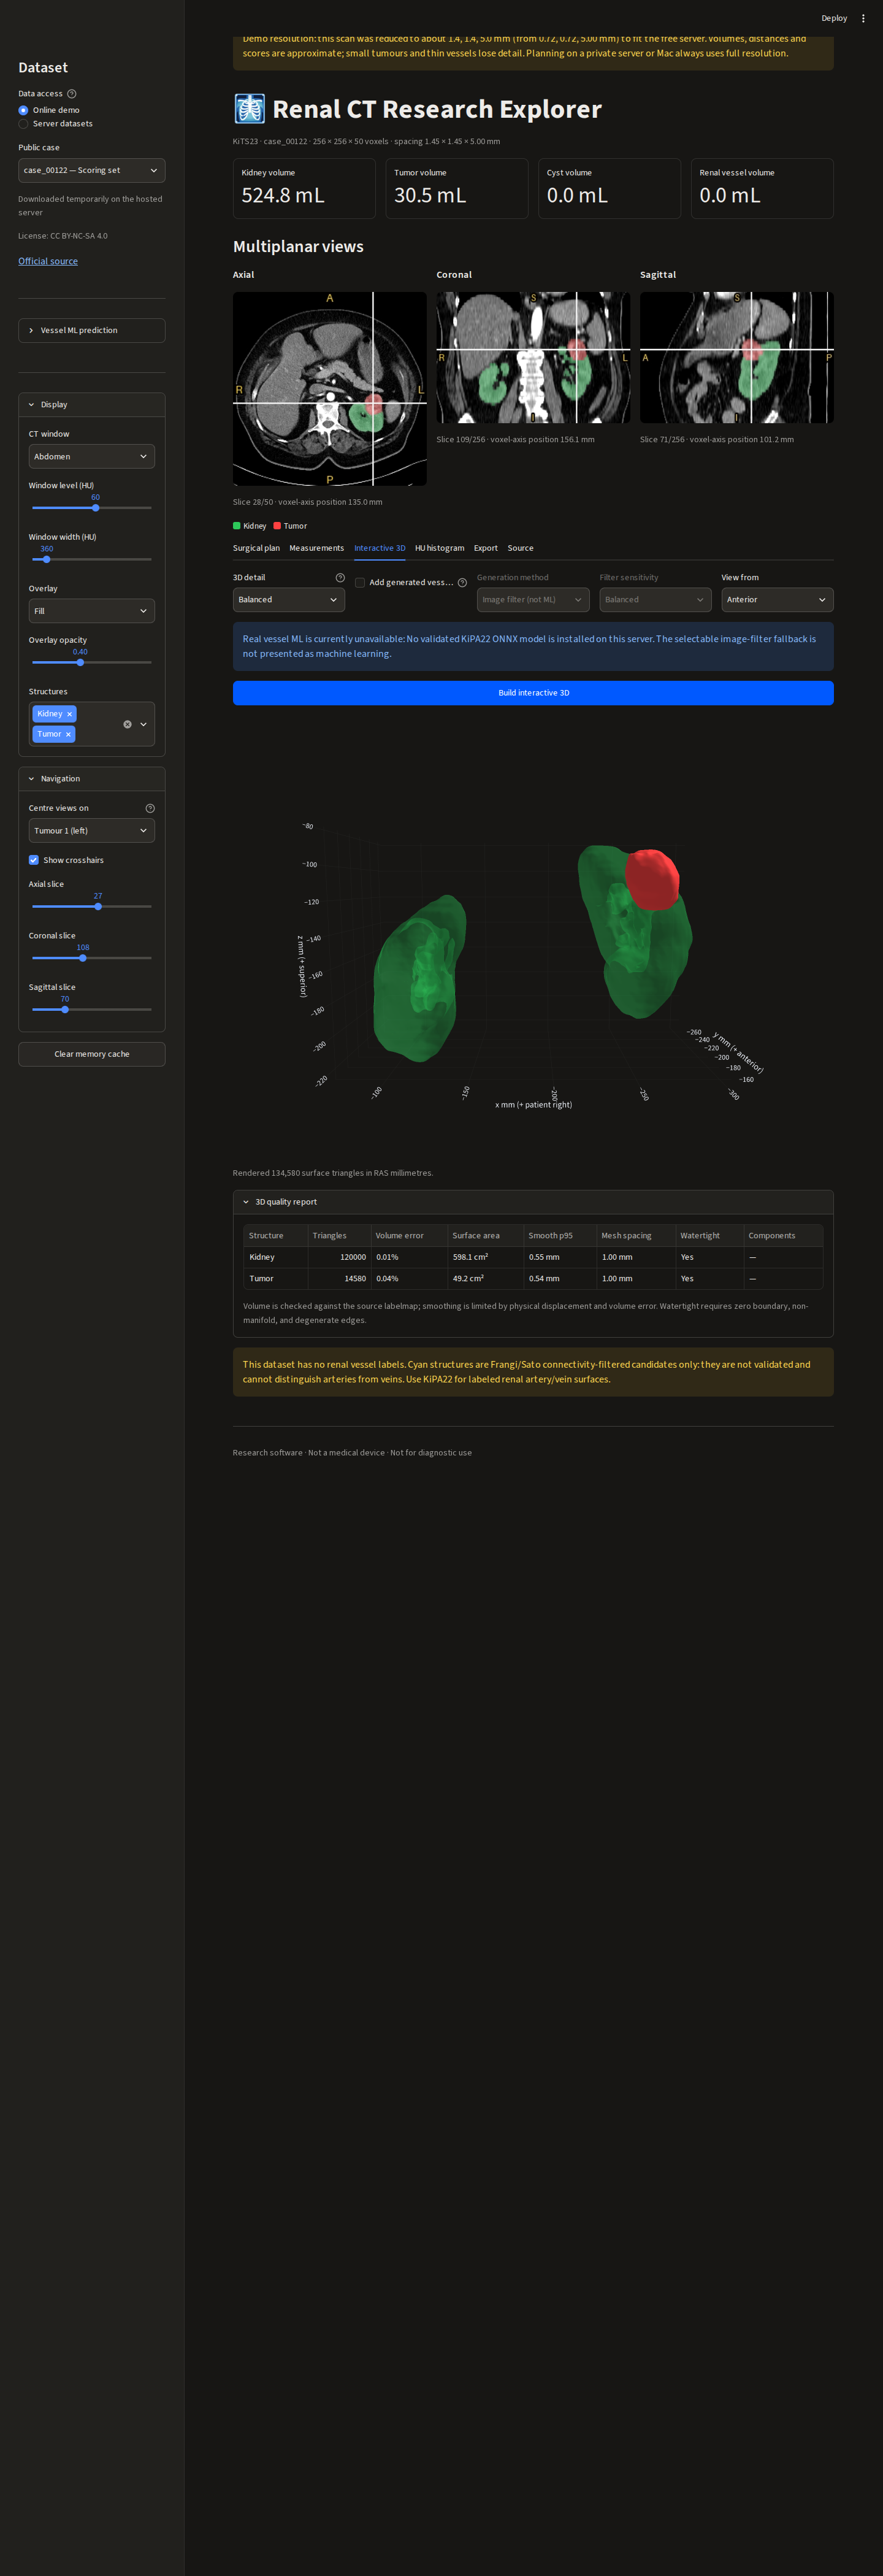 Deploy
Dataset
Data access
Online demo
Server datasets
Public case
case_00122 — Scoring set
Downloaded temporarily on the hosted
server
License: CC BY-NC-SA 4.0
Official source
Vessel ML prediction
Display
CT window
Abdomen
Window level (HU)
60
Window width (HU)
360
Overlay
Fill
Overlay opacity
0.40
Structures
Kidney
Tumor
Navigation
Centre views on
Tumour 1 (left)
Show crosshairs
Axial slice
27
Coronal slice
108
Sagittal slice
70
Clear memory cache
Demo resolution: this scan was reduced to about 1.4, 1.4, 5.0 mm (from 0.72, 0.72, 5.00 mm) to fit the free server. Volumes, distances and
scores are approximate; small tumours and thin vessels lose detail. Planning on a private server or Mac always uses full resolution.
Renal CT Research Explorer
KiTS23 · case_00122 · 256 × 256 × 50 voxels · spacing 1.45 × 1.45 × 5.00 mm
Kidney volume
524.8 mL
Tumor volume
30.5 mL
Cyst volume
0.0 mL
Renal vessel volume
0.0 mL
Multiplanar views
Axial
A
R
L
P
Slice 28/50 · voxel-axis position 135.0 mm
Coronal
S
R
L
I
Slice 109/256 · voxel-axis position 156.1 mm
Sagittal
S
A
P
I
Slice 71/256 · voxel-axis position 101.2 mm
Kidney Tumor
Surgical plan Measurements Interactive 3D HU histogram Export Source
3D detail
Balanced
Add generated vess…
Generation method
Image filter (not ML)
Filter sensitivity
Balanced
View from
Anterior
Real vessel ML is currently unavailable: No validated KiPA22 ONNX model is installed on this server. The selectable image-filter fallback is
not presented as machine learning.
Build interactive 3D
−80
−100
−120
−140
−160
−180
−200
−220
z mm (+ superior)
−100
−150
−200
−250
−300
x mm (+ patient right)
−260
−240
−220
−200
−180
−160
y mm (+ anterior)
Rendered 134,580 surface triangles in RAS millimetres.
3D quality report
Structure Triangles Volume error Surface area Smooth p95 Mesh spacing Watertight Components
Kidney 120000 0.01% 598.1 cm² 0.55 mm 1.00 mm Yes —
Tumor 14580 0.04% 49.2 cm² 0.54 mm 1.00 mm Yes —
Volume is checked against the source labelmap; smoothing is limited by physical displacement and volume error. Watertight requires zero boundary, non-
manifold, and degenerate edges.
This dataset has no renal vessel labels. Cyan structures are Frangi/Sato connectivity-filtered candidates only: they are not validated and
cannot distinguish arteries from veins. Use KiPA22 for labeled renal artery/vein surfaces.
Research software · Not a medical device · Not for diagnostic use